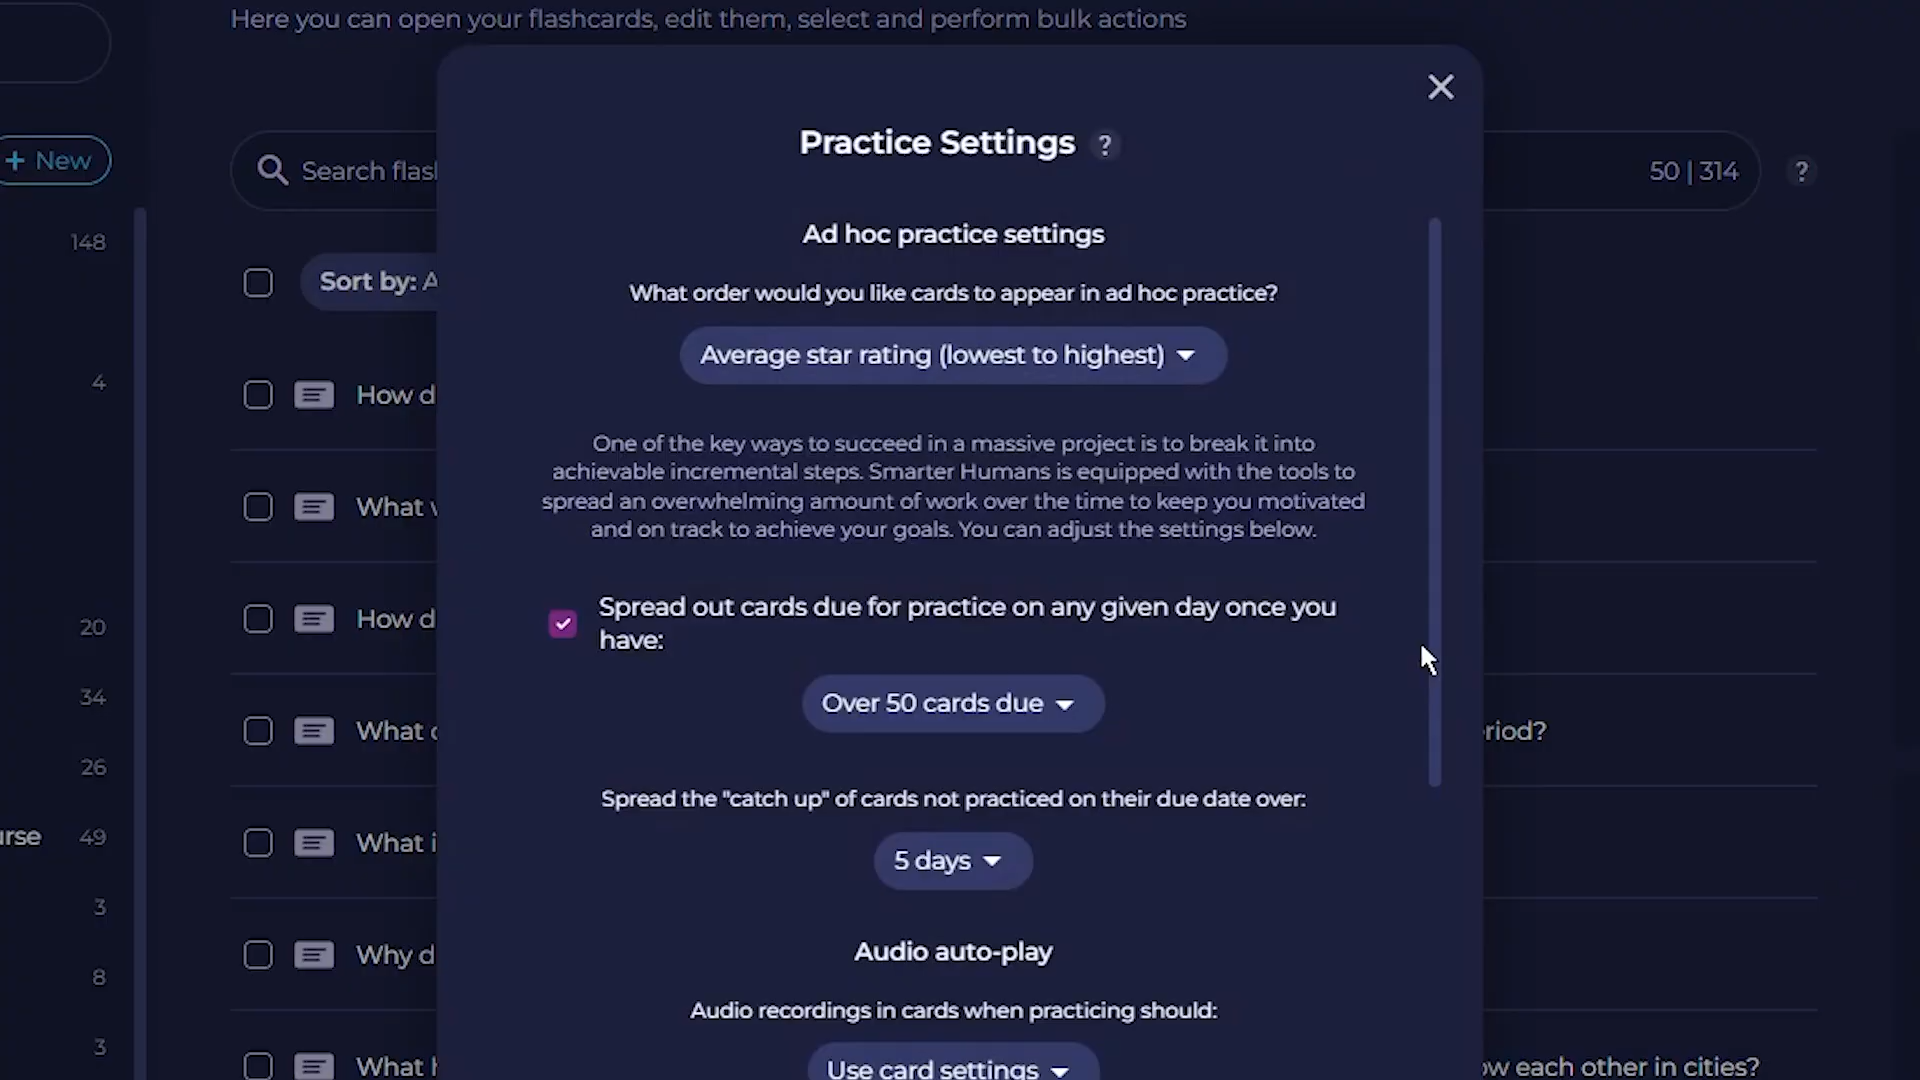 Here you can open your flashcards, edit them, select and perform bulk actions
Practice Settings ?
+ New
Search flas
50 | 314
?
148
Ad hoc practice settings
Sort by: A
What order would you like cards to appear in ad hoc practice?
Average star rating (lowest to highest)
4
How d
One of the key ways to succeed in a massive project is to break it into
achievable incremental steps. Smarter Humans is equipped with the tools to
spread an overwhelming amount of work over the time to keep you motivated
and on track to achieve your goals. You can adjust the settings below.
What
20
How d
Spread out cards due for practice on any given day once you
have:
34
Over 50 cards due
What
riod?
26
Spread the "catch up" of cards not practiced on their due date over:
urse 49
What i
5 days
3
Why d
Audio auto-play
8
Audio recordings in cards when practicing should:
3
What
Use card settings
ow each other in cities?